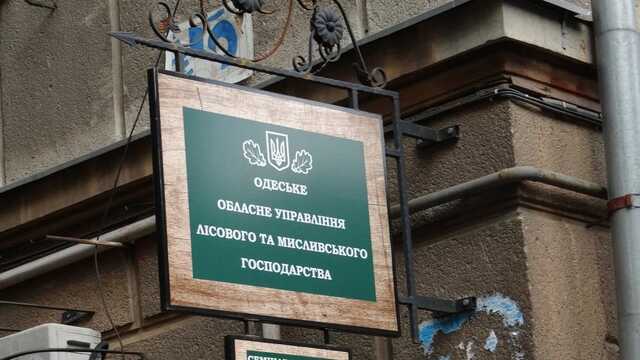 ОДЕСЬКЕ
ОБЛАСНЕ УПРАВЛІННЯ
ЛІСОВОГО ТА МИСЛИВСЬКОГО
ГОСПОДАРСТВА